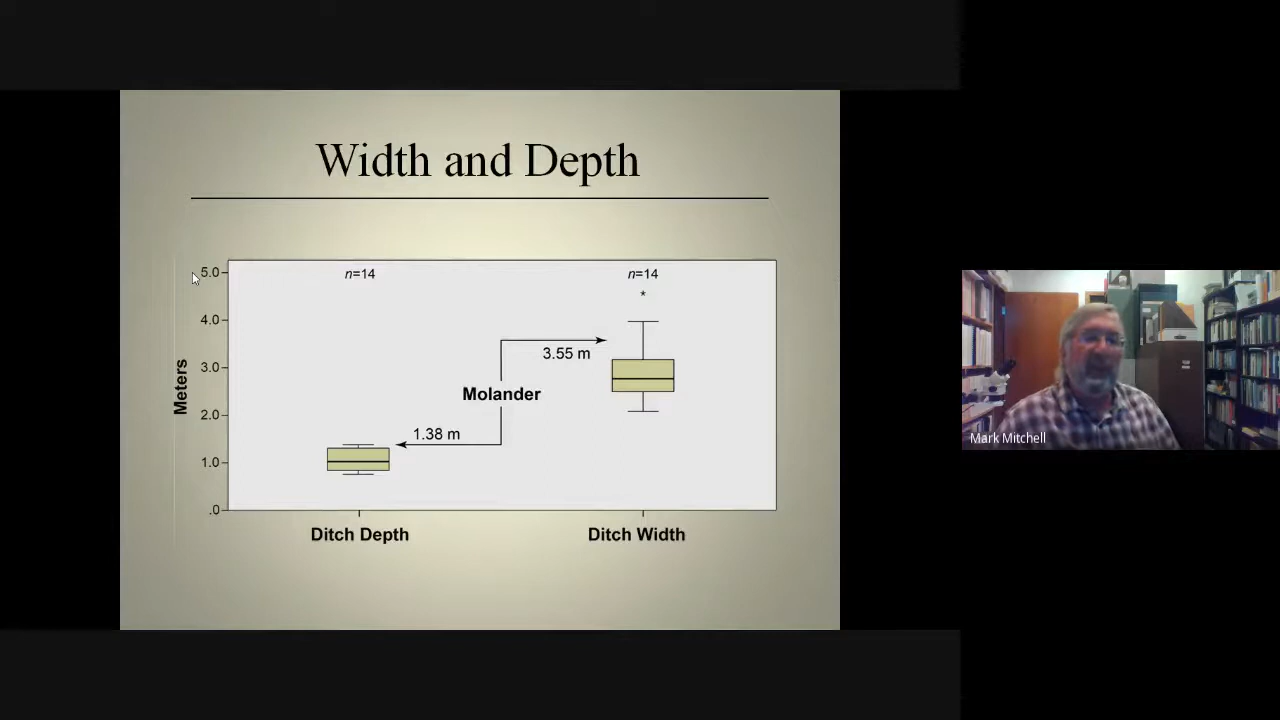 Width and Depth
5.0
n=14
n=14
*
4.0
3.55 m
3.0
Meters
Molander
2.0
1.38 m
1.0
.0
Ditch Depth
Ditch Width
Mark Mitchell